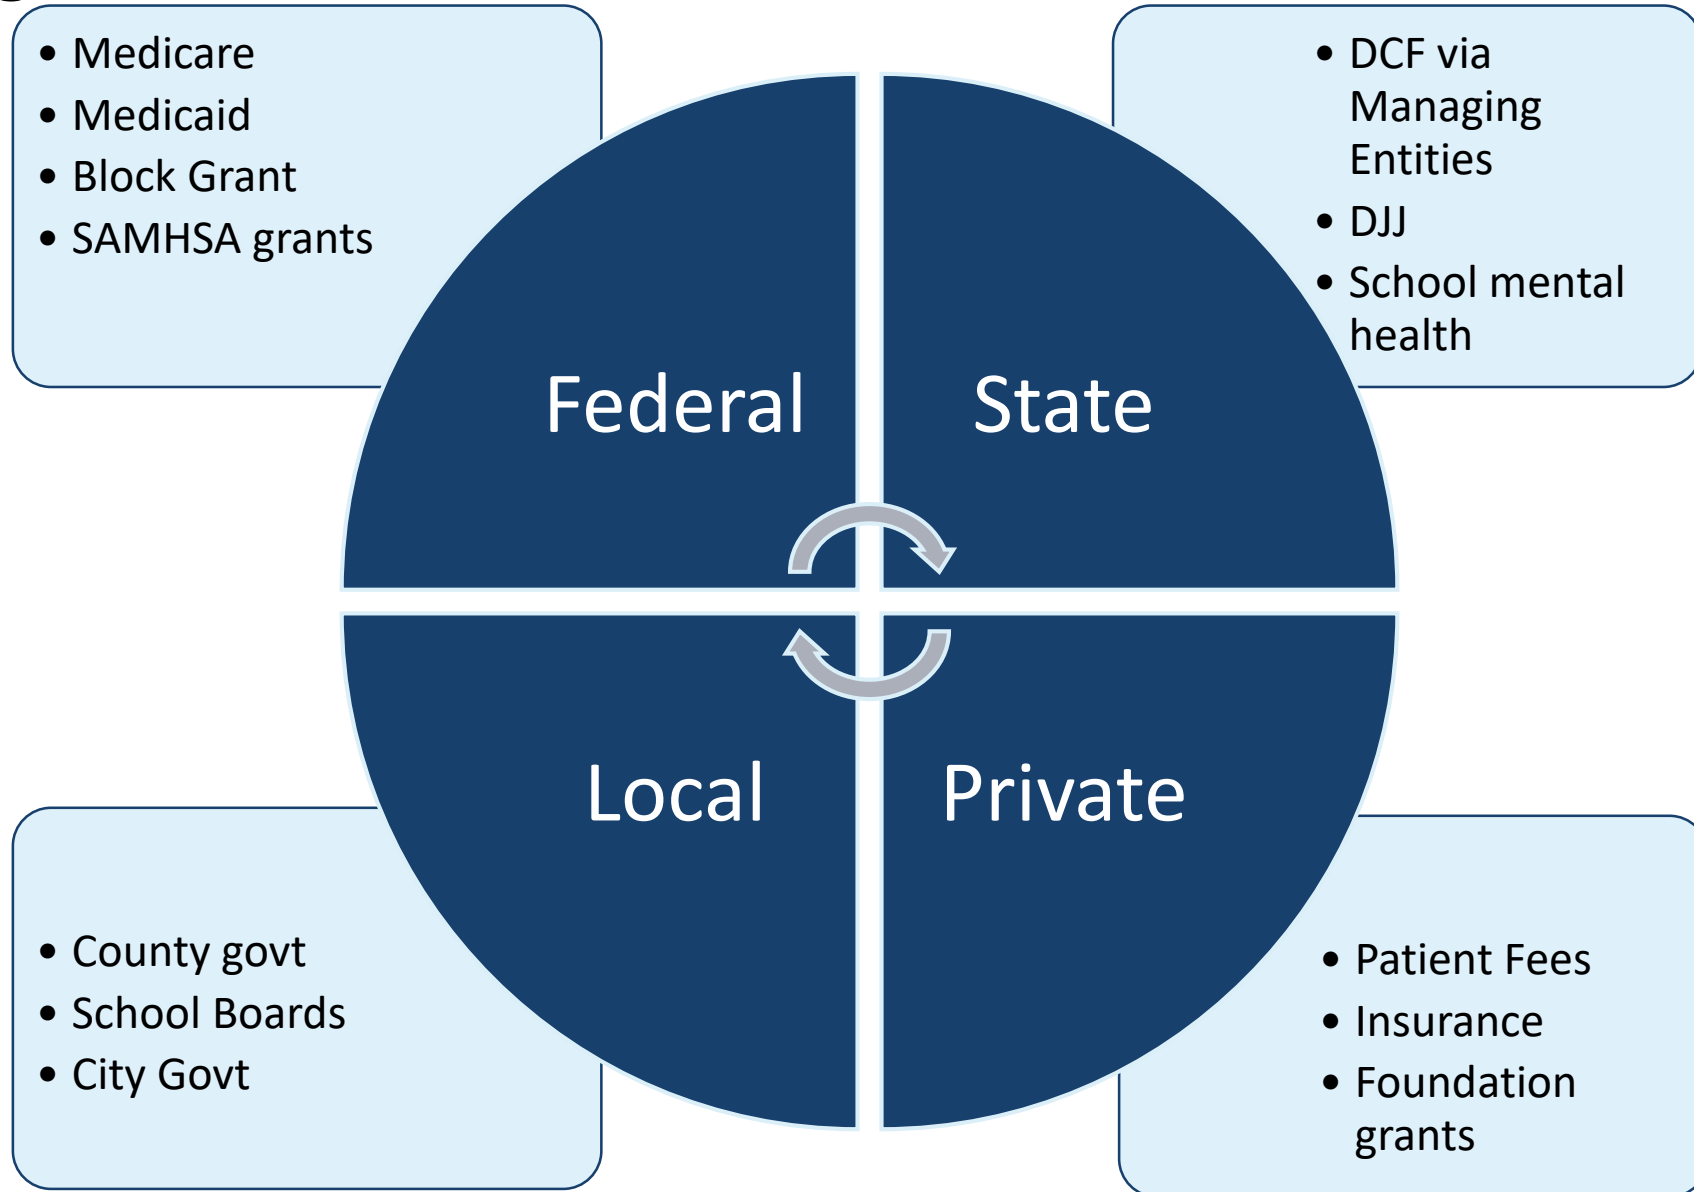 • Medicare
• Medicaid
• Block Grant
• SAMHSA grants
• DCF via
Managing
Entities
• DJJ
• School mental
health
Federal
State
Local
Private
• County govt
• School Boards
• City Govt
• Patient Fees
• Insurance
• Foundation
grants